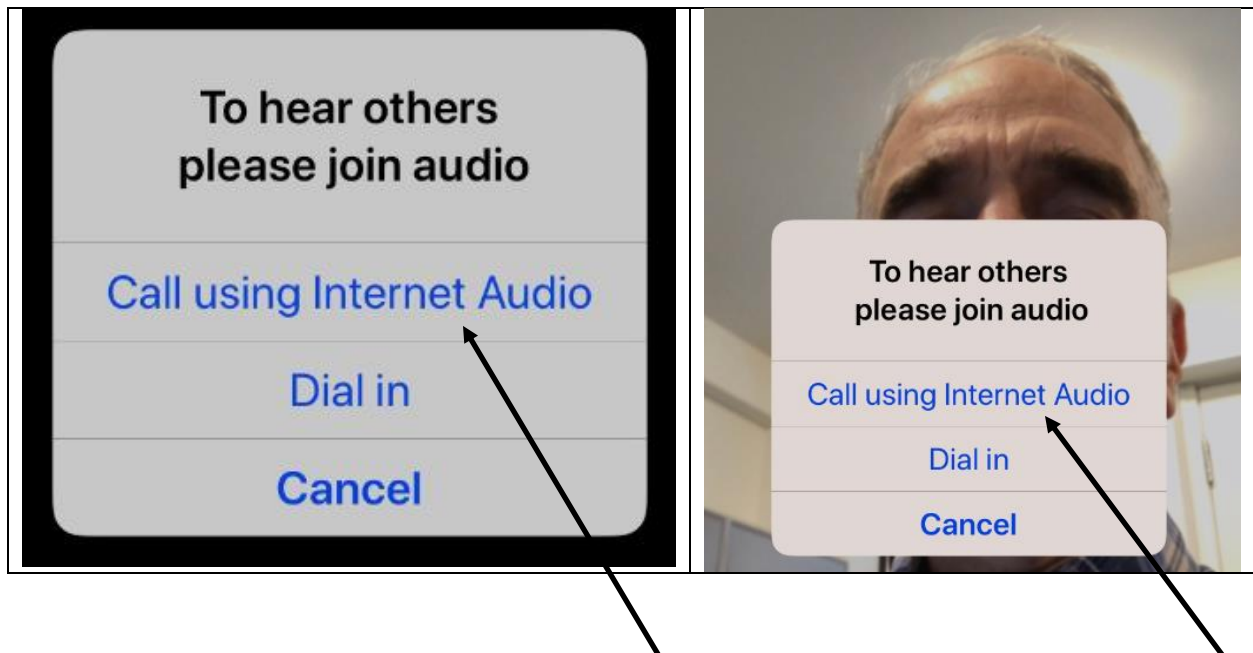 To hear others
please join audio
Call using Internet Audio
Dial in
Cancel
To hear others
please join audio
Call using Internet Audio
Dial in
Cancel